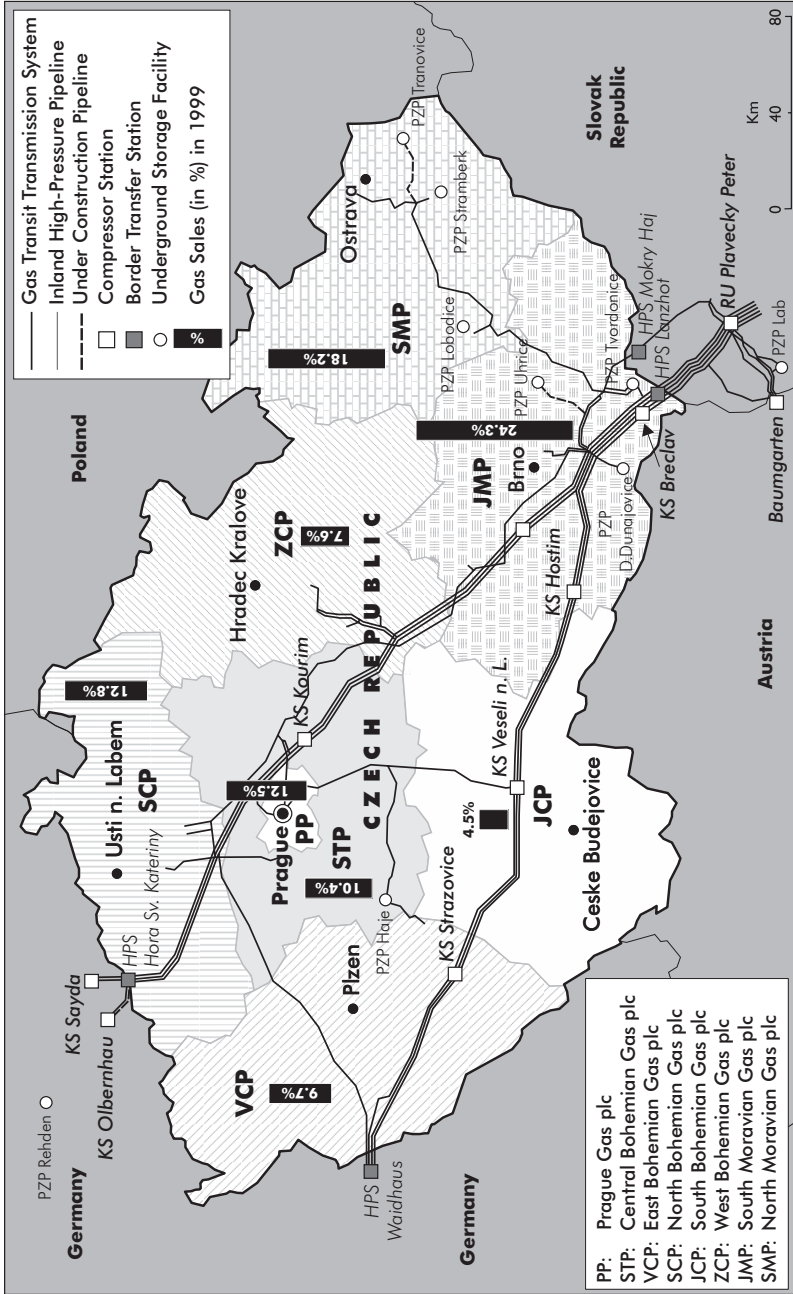 Gas Transit Transmission System
Inland High-Pressure Pipeline
Under Construction Pipeline
Compressor Station
Border Transfer Station
Underground Storage Facility
% Gas Sales (in %) in 1999
PZP Rehden
Germany
KS Sayda
KS Olbernhau
HPS
Hora Sv. Kateriny
Usti n. Labem
SCP
12.8%
Poland
Hradec Kralove
ZCP
7.6%
CZECH REPUBLIC
KS Kourim
12.5%
Prague
PP
STP
10.4%
PZP Haje
VCP
9.7%
Plzen
HPS
Waidhaus
Germany
KS Strazovice
4.5%
JCP
Ceske Budejovice
KS Veseli n. L.
KS Hostim
JMP
Brno
24.3%
SMP
18.2%
Ostrava
PZP Tranovice
PZP Stramberk
PZP Lobodice
PZP Uhrice
PZP Tvrdonice
PZP
D.Dunajovice
KS Breclav
HPS Mokry Haj
HPS Lanzhot
RU Plavecky Peter
PZP Lab
Baumgarten
Slovak
Republic
Austria
0 40 80
Km
PP: Prague Gas plc
STP: Central Bohemian Gas plc
VCP: East Bohemian Gas plc
SCP: North Bohemian Gas plc
JCP: South Bohemian Gas plc
ZCP: West Bohemian Gas plc
JMP: South Moravian Gas plc
SMP: North Moravian Gas plc